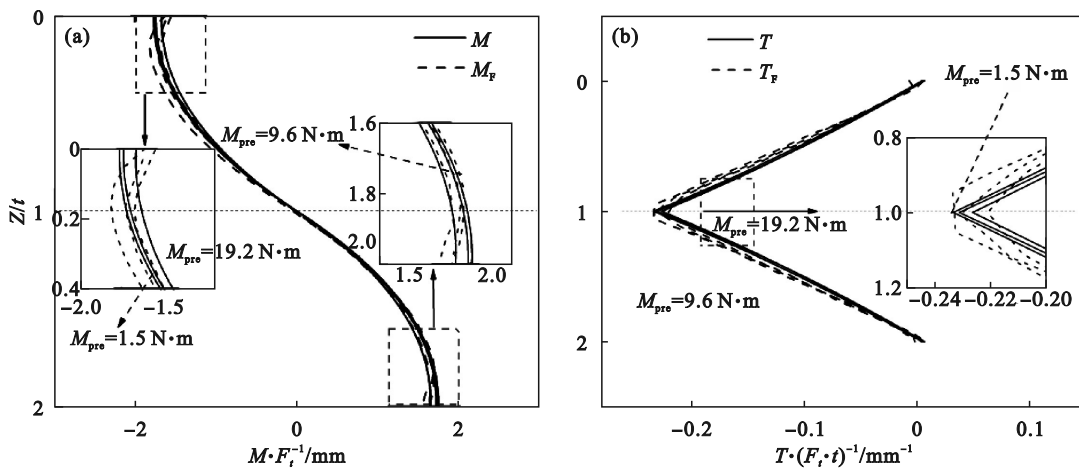 (a)
0
1
2
Z/t
M
M_F
M_pre=9.6 N·m
1.6
1.8
2.0
1.5
2.0
0
0.2
0.4
−2.0
−1.5
M_pre=19.2 N·m
M_pre=1.5 N·m
−2
0
2
M·F_t^{-1}/mm
(b)
0
1
2
T
T_F
M_pre=1.5 N·m
0.8
1.0
1.2
−0.24
−0.22
−0.20
M_pre=19.2 N·m
M_pre=9.6 N·m
−0.2
−0.1
0
0.1
T·(F_t·t)^{-1}/mm^{-1}